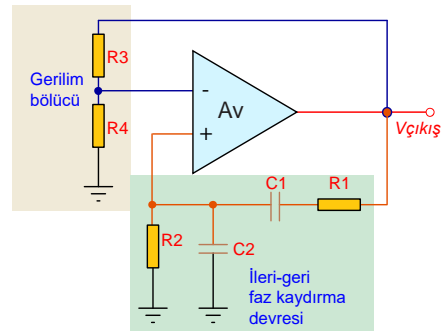 R3
Gerilim
bölücü
R4
-
Av
+
Vçıkış
C1
R1
R2
C2
İleri-geri
faz kaydırma
devresi